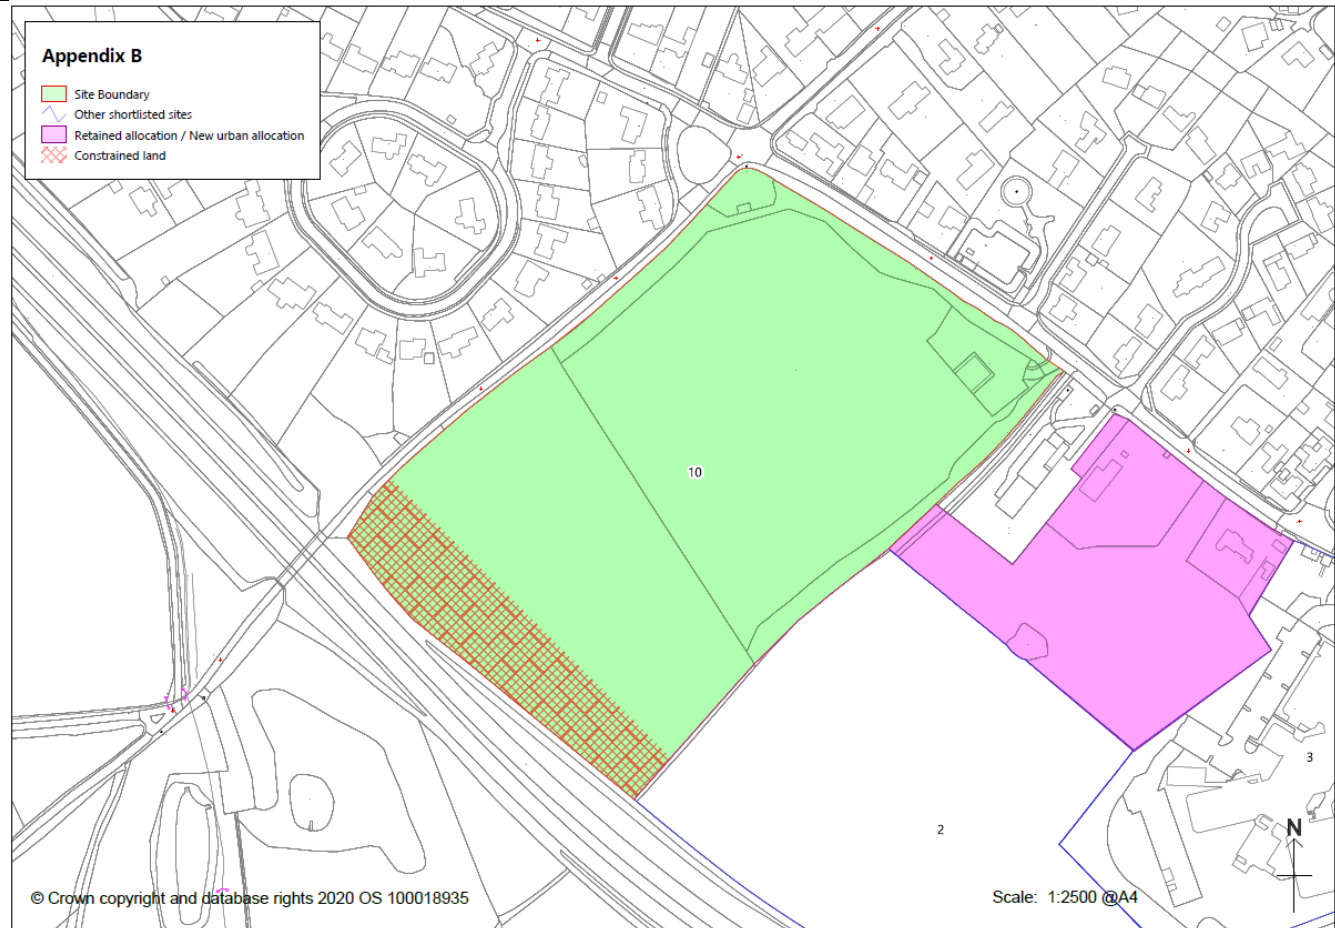 Appendix B
Site Boundary
Other shortlisted sites
Retained allocation / New urban allocation
Constrained land
10
3
2
N
© Crown copyright and database rights 2020 OS 100018935
Scale: 1:2500 @A4